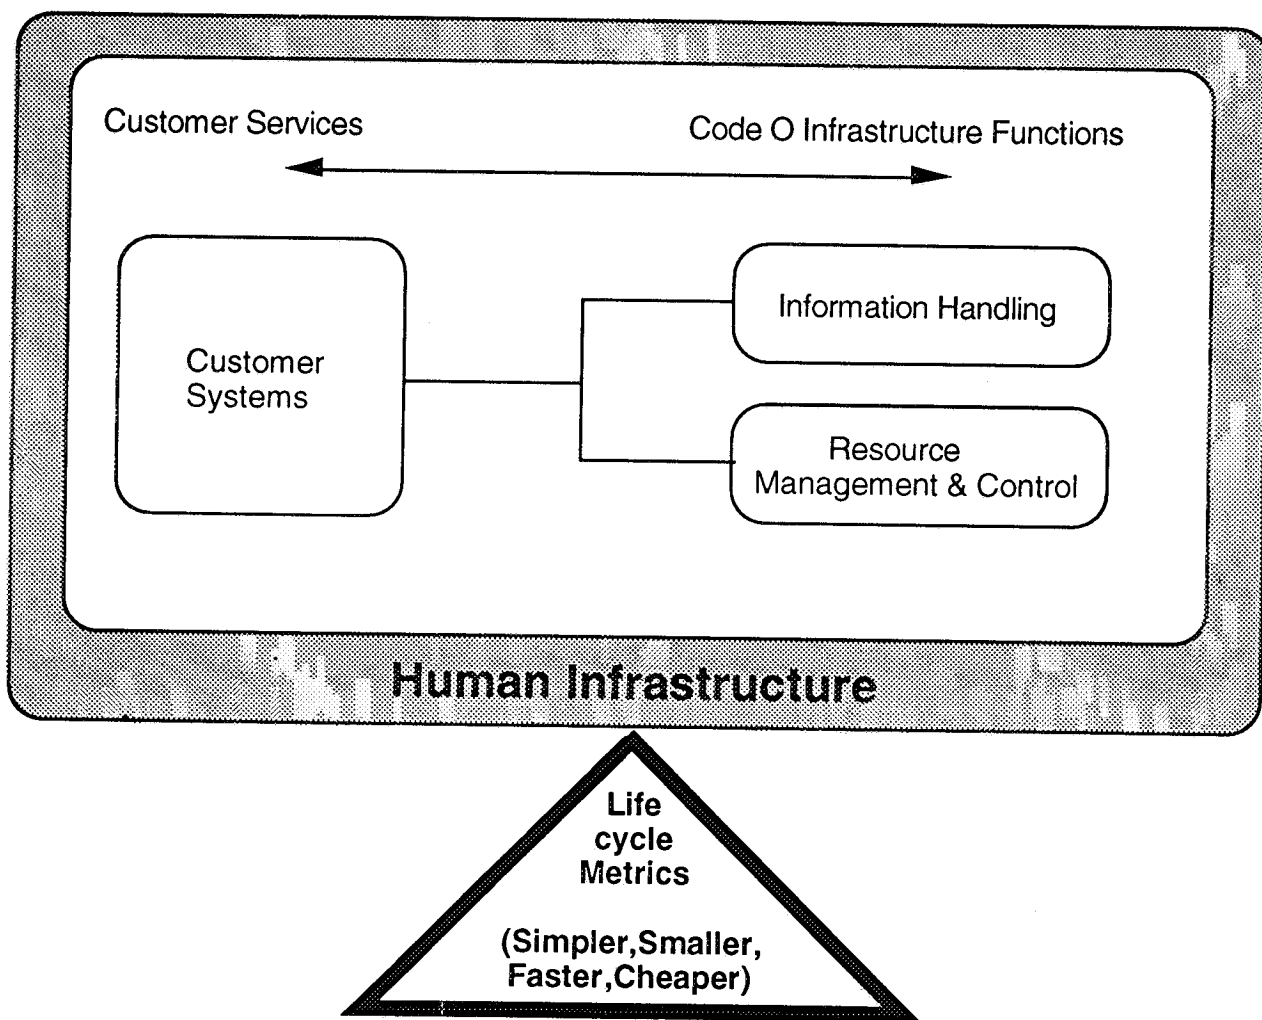 Customer Services
Code O Infrastructure Functions
Customer
Systems
Information Handling
Resource
Management & Control
Human Infrastructure
Life
cycle
Metrics
(Simpler,Smaller,
Faster,Cheaper)